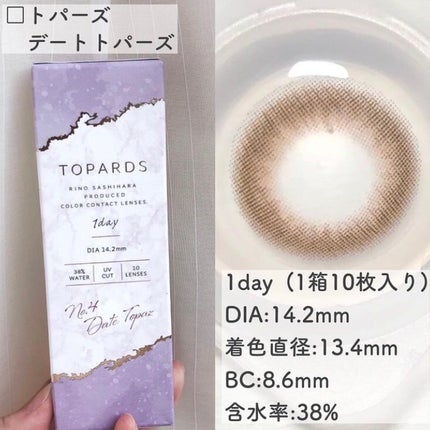 □トパーズ
デートトパーズ
TOPARDS
RINO SASHIHARA
PRODUCED
COLOR CONTACT LENSES
1day
DIA 14.2mm
38% WATER
UV CUT
10 LENSES
No.4
Date Topaz
1day（1箱10枚入り）
DIA:14.2mm
着色直径:13.4mm
BC:8.6mm
含水率:38%